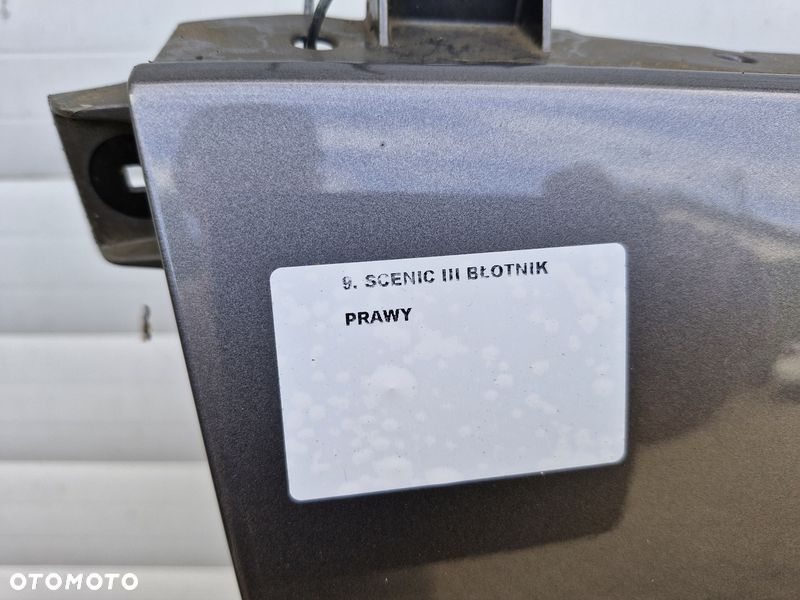 9. SCENIC III BŁOTNIK
PRAWY
OTOMOTO